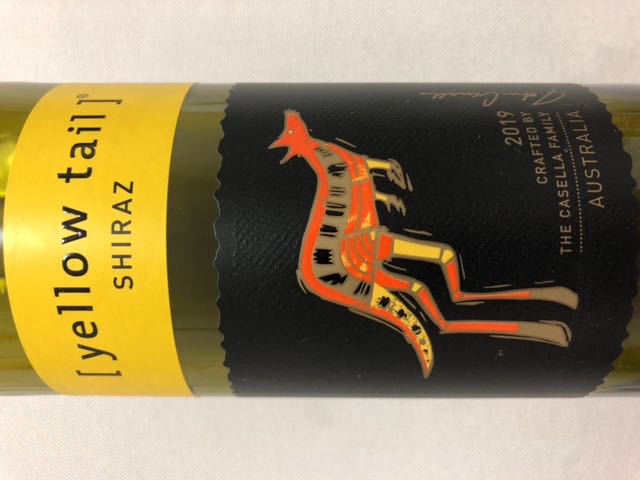 [ yellow tail ]®
SHIRAZ
2019
CRAFTED BY
THE CASELLA FAMILY
AUSTRALIA